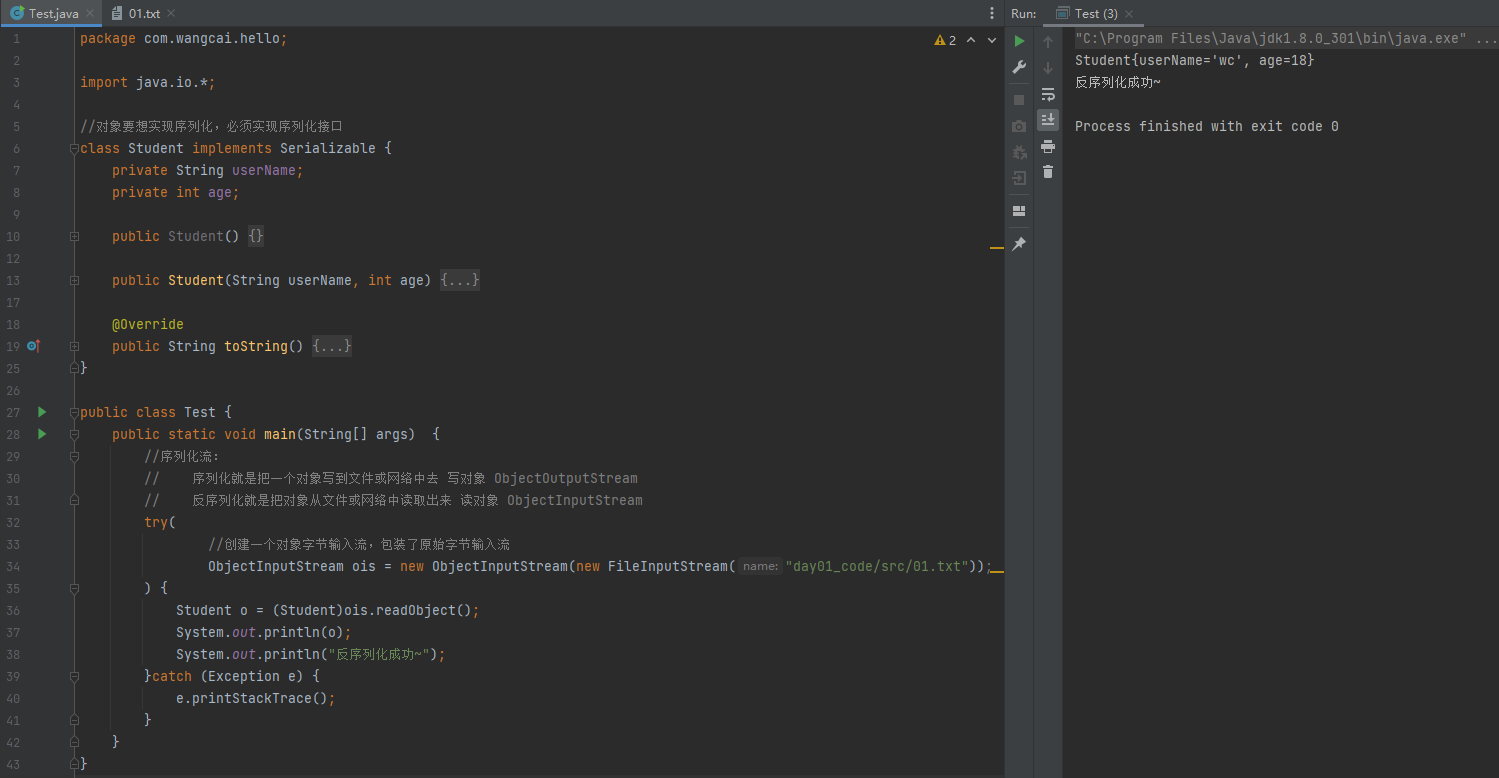 Test.java
01.txt
Run:
Test (3)
2
1 package com.wangcai.hello;
2
3 import java.io.*;
4
5 //对象要想实现序列化，必须实现序列化接口
6 class Student implements Serializable {
7 private String userName;
8 private int age;
9
10 public Student() {}
12
13 public Student(String userName, int age) {...}
17
18 @Override
19 public String toString() {...}
25 }
26
27 public class Test {
28 public static void main(String[] args)  {
29 //序列化流：
30 //    序列化就是把一个对象写到文件或网络中去 写对象 ObjectOutputStream
31 //    反序列化就是把对象从文件或网络中读取出来 读对象 ObjectInputStream
32 try(
33 //创建一个对象字节输入流，包装了原始字节输入流
34 ObjectInputStream ois = new ObjectInputStream(new FileInputStream( name: "day01_code/src/01.txt"));
35 ) {
36 Student o = (Student)ois.readObject();
37 System.out.println(o);
38 System.out.println("反序列化成功~");
39 }catch (Exception e) {
40 e.printStackTrace();
41 }
42 }
43 }
"C:\Program Files\Java\jdk1.8.0_301\bin\java.exe" ...
Student{userName='wc', age=18}
反序列化成功~
Process finished with exit code 0